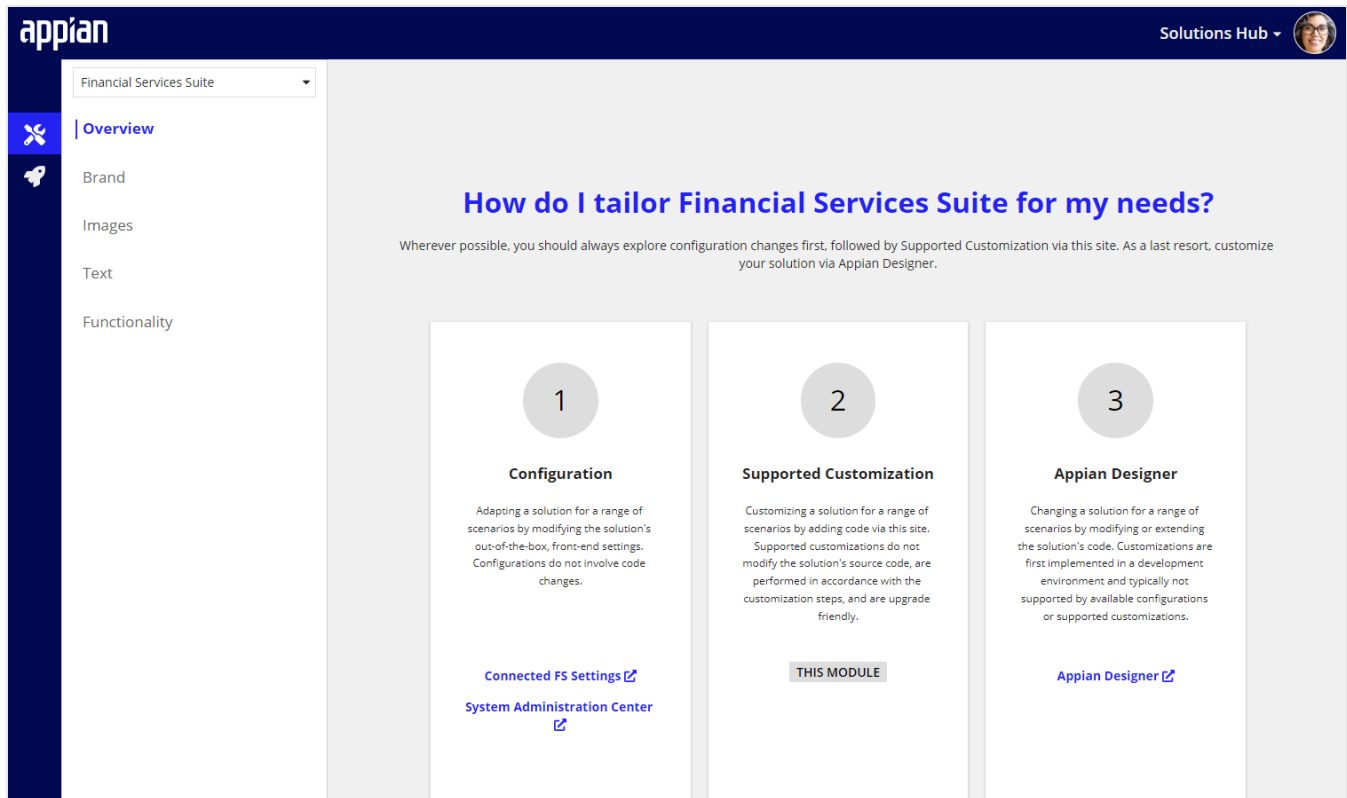 appian
Solutions Hub
Financial Services Suite
Overview
Brand
Images
Text
Functionality
How do I tailor Financial Services Suite for my needs?
Wherever possible, you should always explore configuration changes first, followed by Supported Customization via this site. As a last resort, customize
your solution via Appian Designer.
1
Configuration
Adapting a solution for a range of
scenarios by modifying the solution's
out-of-the-box, front-end settings.
Configurations do not involve code
changes.
Connected FS Settings
System Administration Center
2
Supported Customization
Customizing a solution for a range of
scenarios by adding code via this site.
Supported customizations do not
modify the solution's source code, are
performed in accordance with the
customization steps, and are upgrade
friendly.
THIS MODULE
3
Appian Designer
Changing a solution for a range of
scenarios by modifying or extending
the solution's code. Customizations are
first implemented in a development
environment and typically not
supported by available configurations
or supported customizations.
Appian Designer